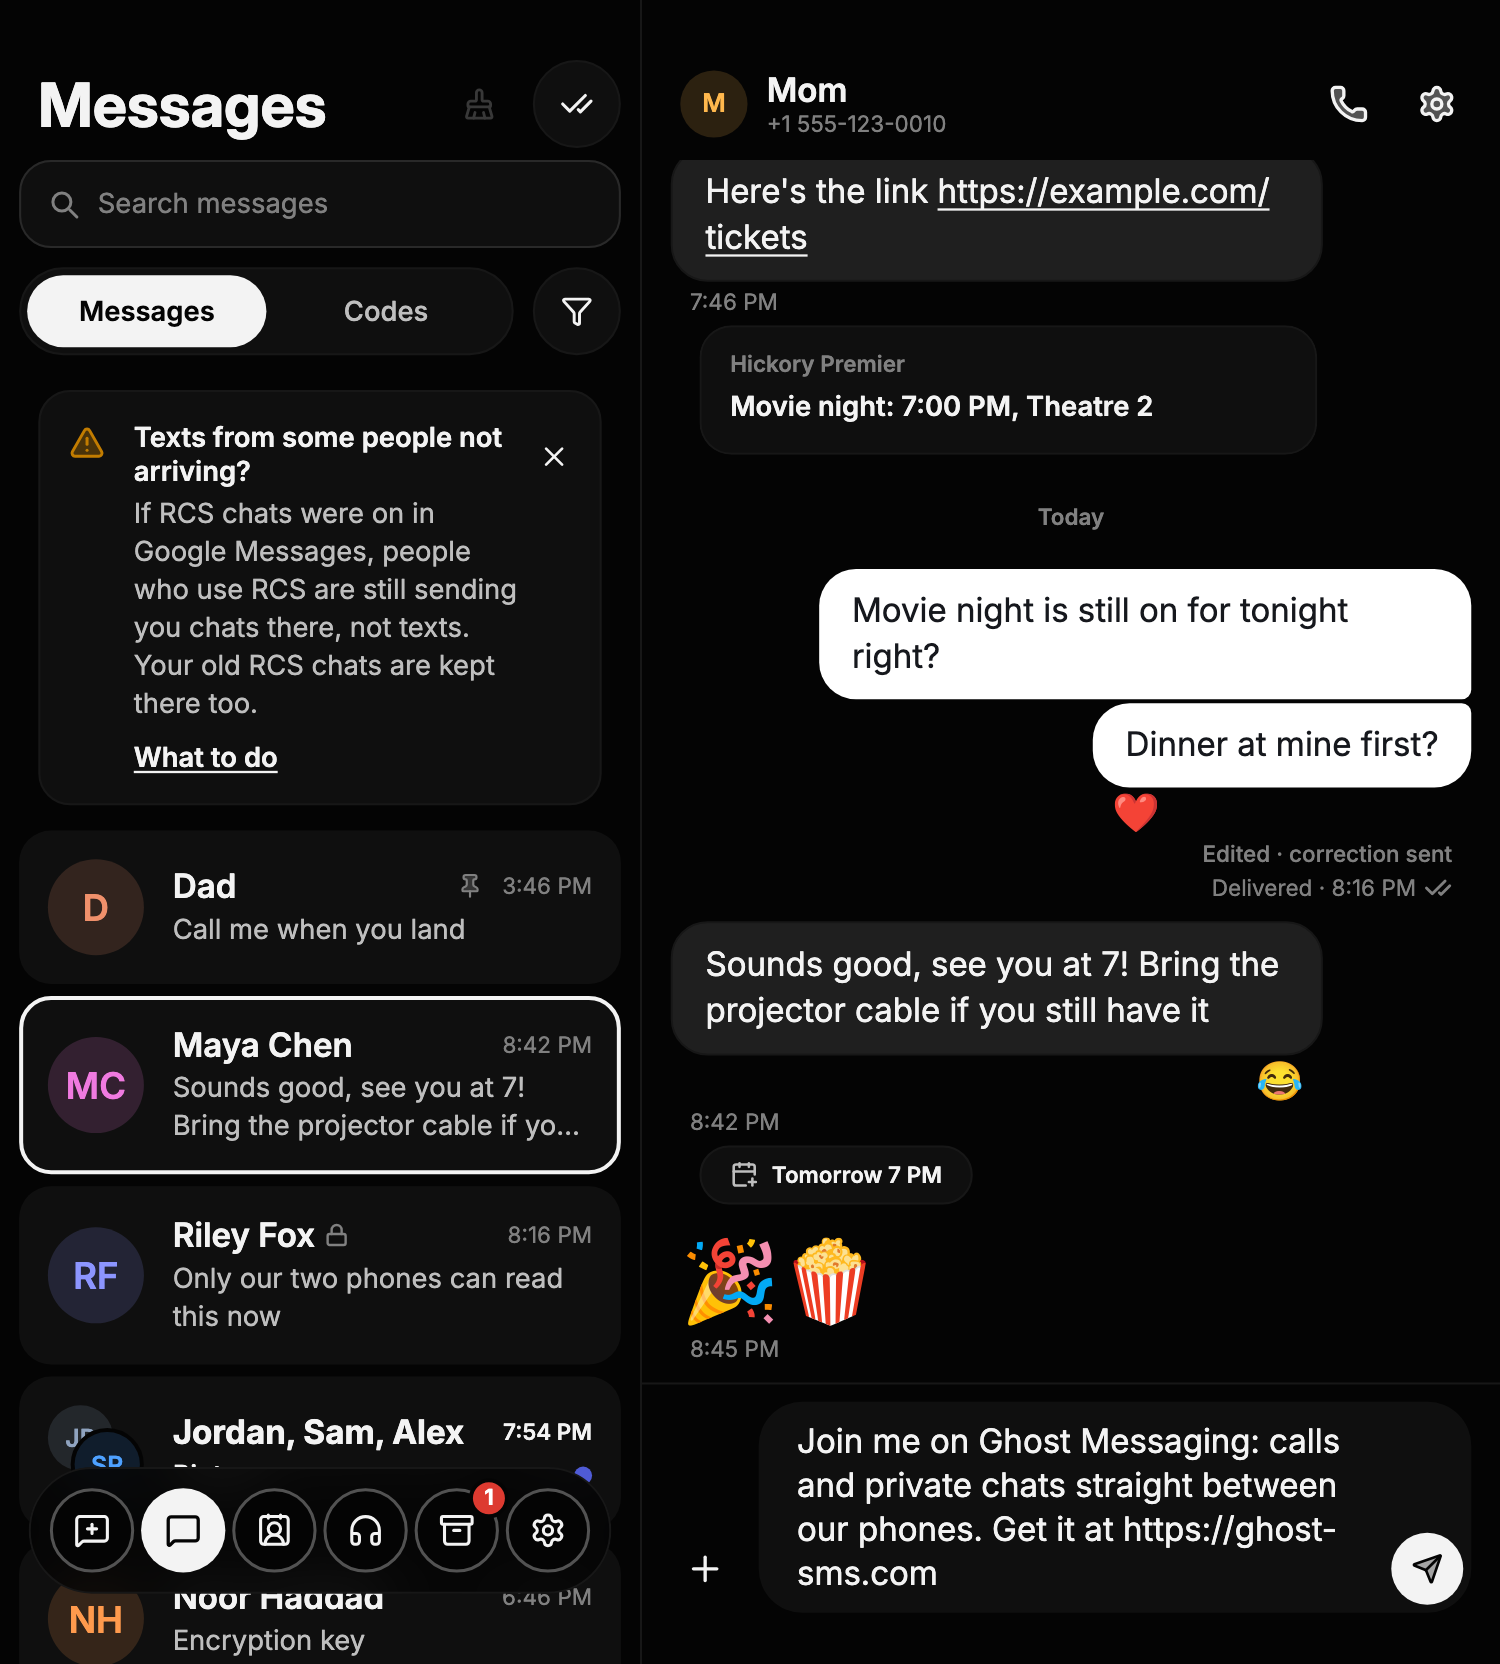 Messages
Search messages
Messages
Codes
Texts from some people not
arriving?
If RCS chats were on in
Google Messages, people
who use RCS are still sending
you chats there, not texts.
Your old RCS chats are kept
there too.
What to do
D
Dad
3:46 PM
Call me when you land
MC
Maya Chen
8:42 PM
Sounds good, see you at 7!
Bring the projector cable if yo...
RF
Riley Fox
8:16 PM
Only our two phones can read
this now
SR
Jordan, Sam, Alex
7:54 PM
1
NH
Noor Haddad
6:46 PM
Encryption key
M
Mom
+1 555-123-0010
Here's the link https://example.com/
tickets
7:46 PM
Hickory Premier
Movie night: 7:00 PM, Theatre 2
Today
Movie night is still on for tonight
right?
Dinner at mine first?
Edited · correction sent
Delivered · 8:16 PM
Sounds good, see you at 7! Bring the
projector cable if you still have it
8:42 PM
Tomorrow 7 PM
8:45 PM
Join me on Ghost Messaging: calls
and private chats straight between
our phones. Get it at https://ghost-
sms.com